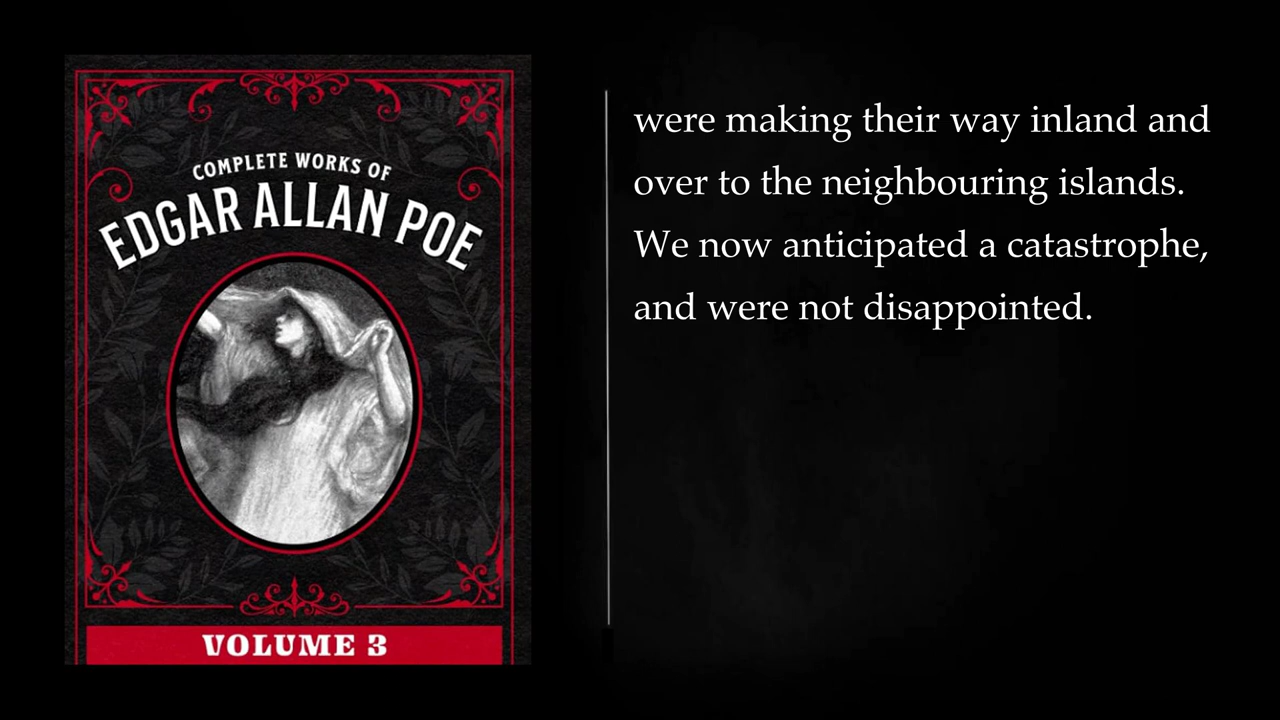 COMPLETE WORKS OF
EDGAR ALLAN POE
VOLUME 3
were making their way inland and
over to the neighbouring islands.
We now anticipated a catastrophe,
and were not disappointed.